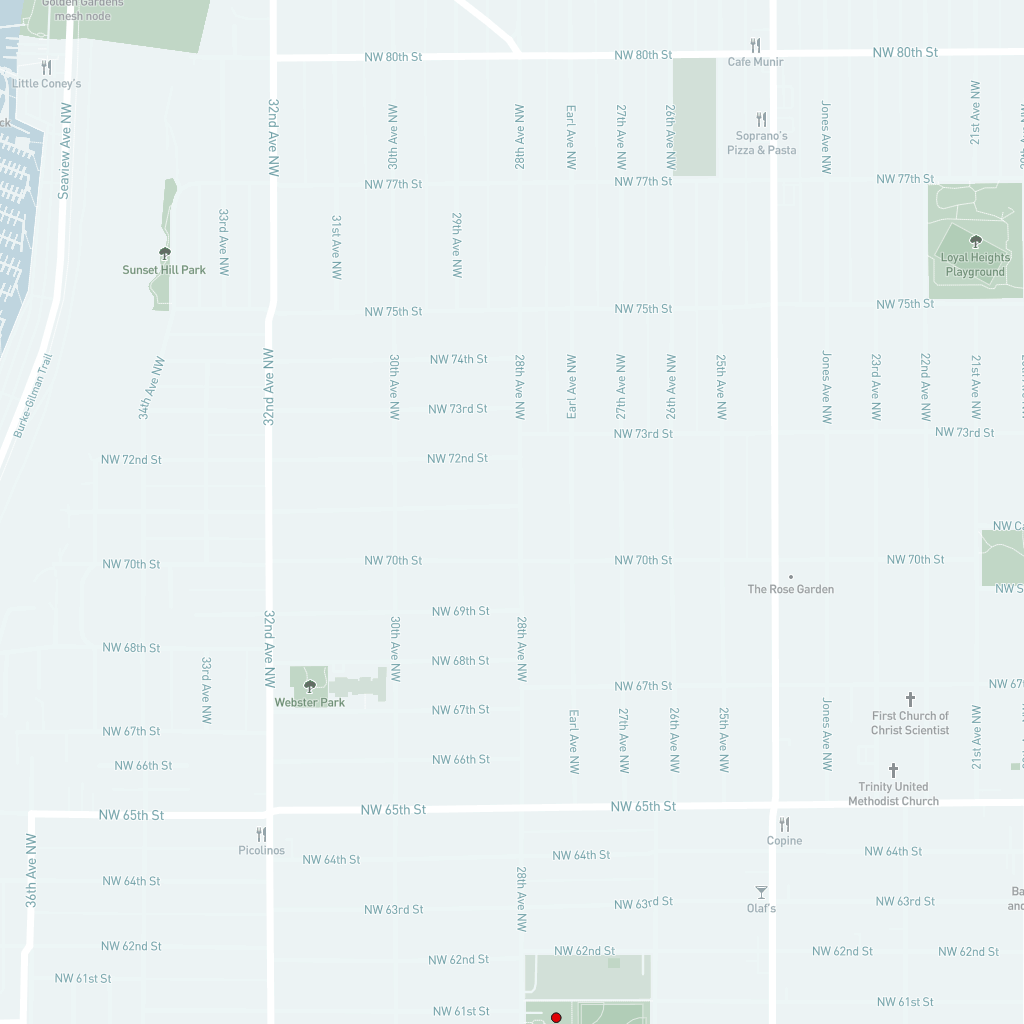 Golden Gardens
mesh node
NW 80th St
NW 80th St
NW 80th St
Cafe Munir
Little Coney's
ck
Seaview Ave NW
32nd Ave NW
30th Ave NW
28th Ave NW
Earl Ave NW
27th Ave NW
26th Ave NW
Soprano's
Pizza & Pasta
Jones Ave NW
21st Ave NW
NW 77th St
NW 77th St
NW 77th St
33rd Ave NW
31st Ave NW
29th Ave NW
Sunset Hill Park
Loyal Heights
Playground
NW 75th St
NW 75th St
NW 75th St
Burke-Gilman Trail
34th Ave NW
32nd Ave NW
30th Ave NW
NW 74th St
28th Ave NW
Earl Ave NW
27th Ave NW
26th Ave NW
25th Ave NW
Jones Ave NW
23rd Ave NW
22nd Ave NW
21st Ave NW
NW 73rd St
NW 73rd St
NW 73rd St
NW 72nd St
NW 72nd St
NW Ca
NW 70th St
NW 70th St
NW 70th St
NW 70th St
The Rose Garden
NW S
32nd Ave NW
30th Ave NW
NW 69th St
28th Ave NW
NW 68th St
NW 68th St
33rd Ave NW
Webster Park
NW 67th St
NW 67th
NW 67th St
NW 67th St
Earl Ave NW
27th Ave NW
26th Ave NW
25th Ave NW
Jones Ave NW
First Church of
Christ Scientist
21st Ave NW
NW 66th St
NW 66th St
Trinity United
Methodist Church
NW 65th St
NW 65th St
NW 65th St
36th Ave NW
Picolinos
Copine
NW 64th St
NW 64th St
NW 64th St
NW 64th St
28th Ave NW
NW 63rd St
NW 63rd St
NW 63rd St
Olaf's
Ba
and
NW 62nd St
NW 62nd St
NW 62nd St
NW 62nd St
NW 62nd St
NW 61st St
NW 61st St
NW 61st St